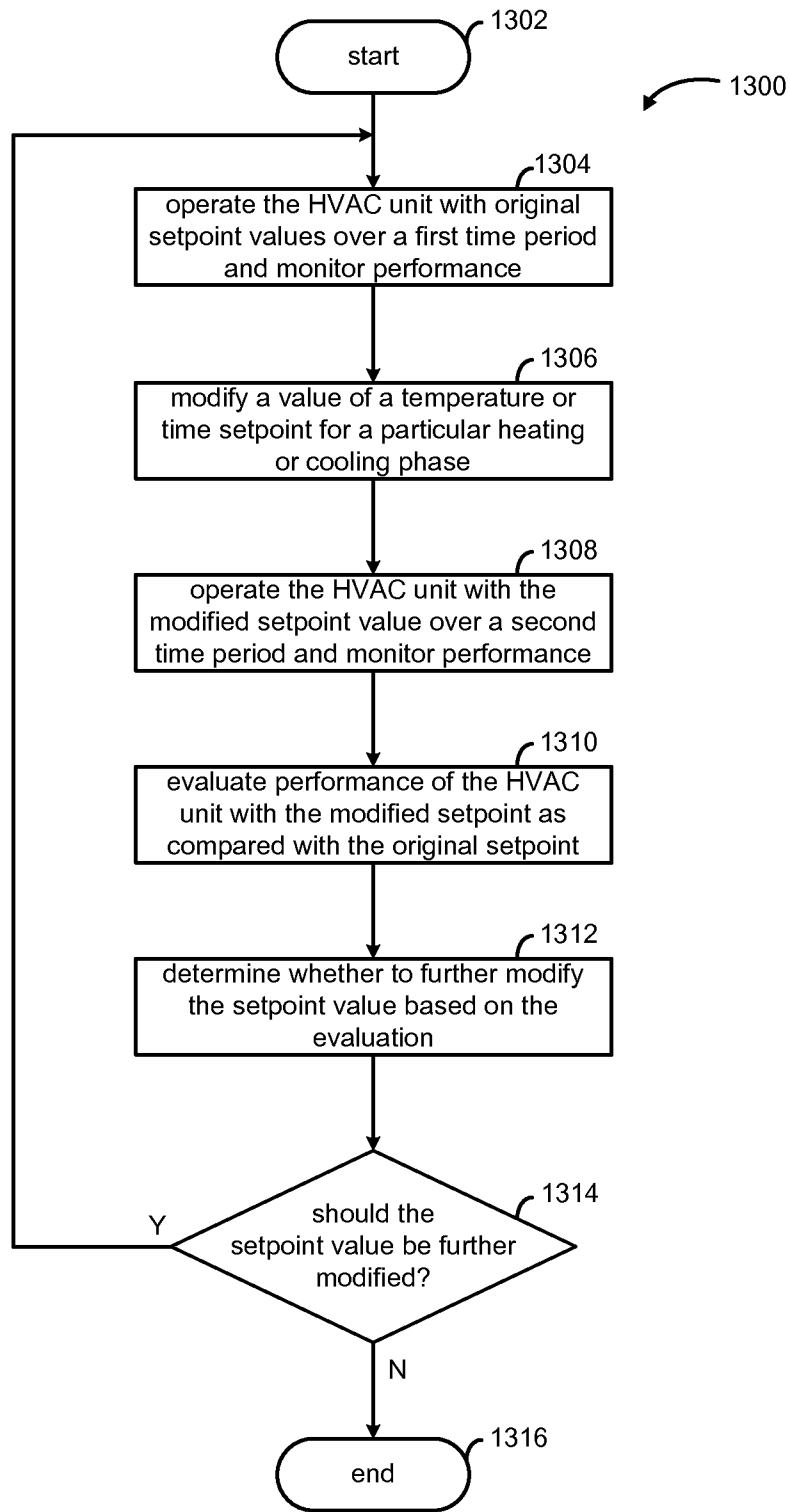 1302
start
1300
1304
operate the HVAC unit with original
setpoint values over a first time period
and monitor performance
1306
modify a value of a temperature or
time setpoint for a particular heating
or cooling phase
1308
operate the HVAC unit with the
modified setpoint value over a second
time period and monitor performance
1310
evaluate performance of the HVAC
unit with the modified setpoint as
compared with the original setpoint
1312
determine whether to further modify
the setpoint value based on the
evaluation
1314
should the
setpoint value be further
modified?
Y
N
1316
end